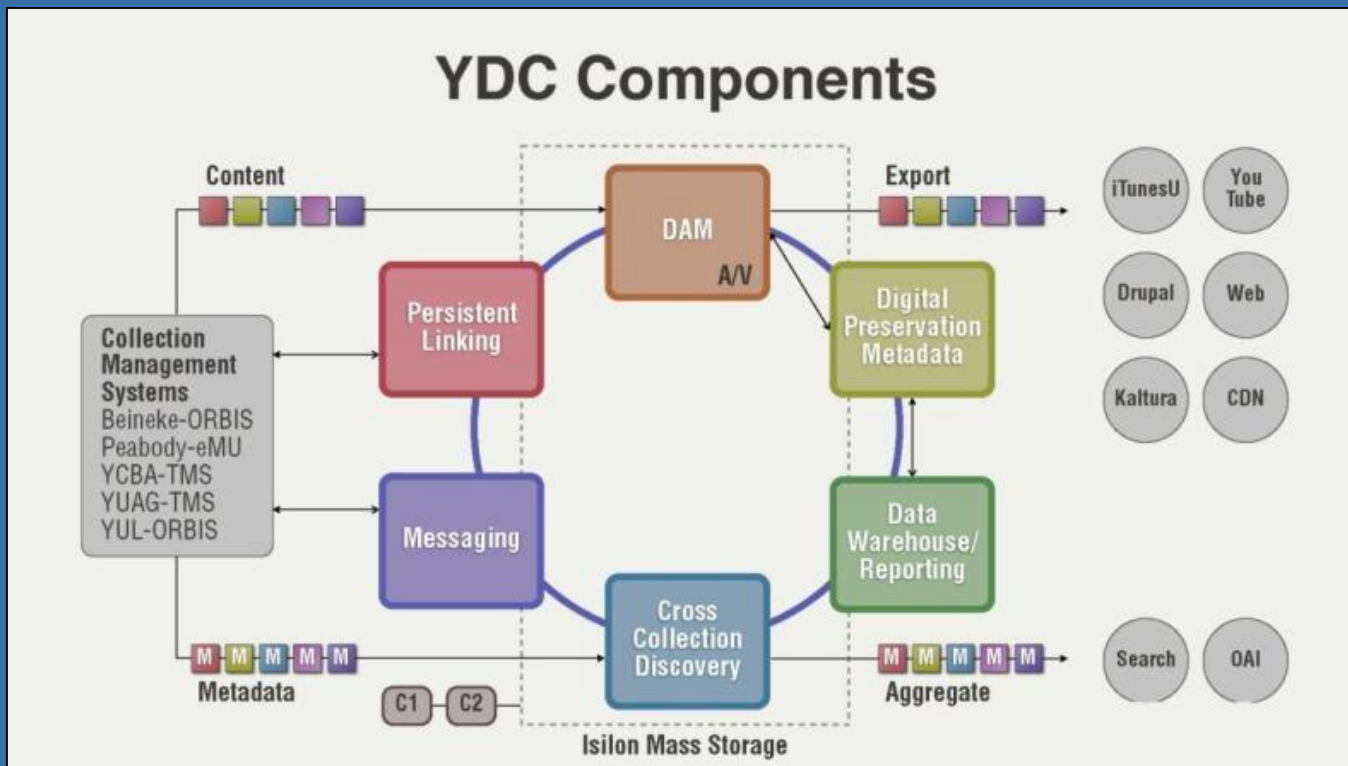 YDC Components
Content
Export
DAM
A/V
iTunesU
You
Tube
Persistent
Linking
Digital
Preservation
Metadata
Drupal
Web
Collection
Management
Systems
Beineke-ORBIS
Peabody-eMU
YCBA-TMS
YUAG-TMS
YUL-ORBIS
Kaltura
CDN
Messaging
Data
Warehouse/
Reporting
Cross
Collection
Discovery
M M M M M
Metadata
M M M M M
Aggregate
Search
OAI
C1
C2
Isilon Mass Storage